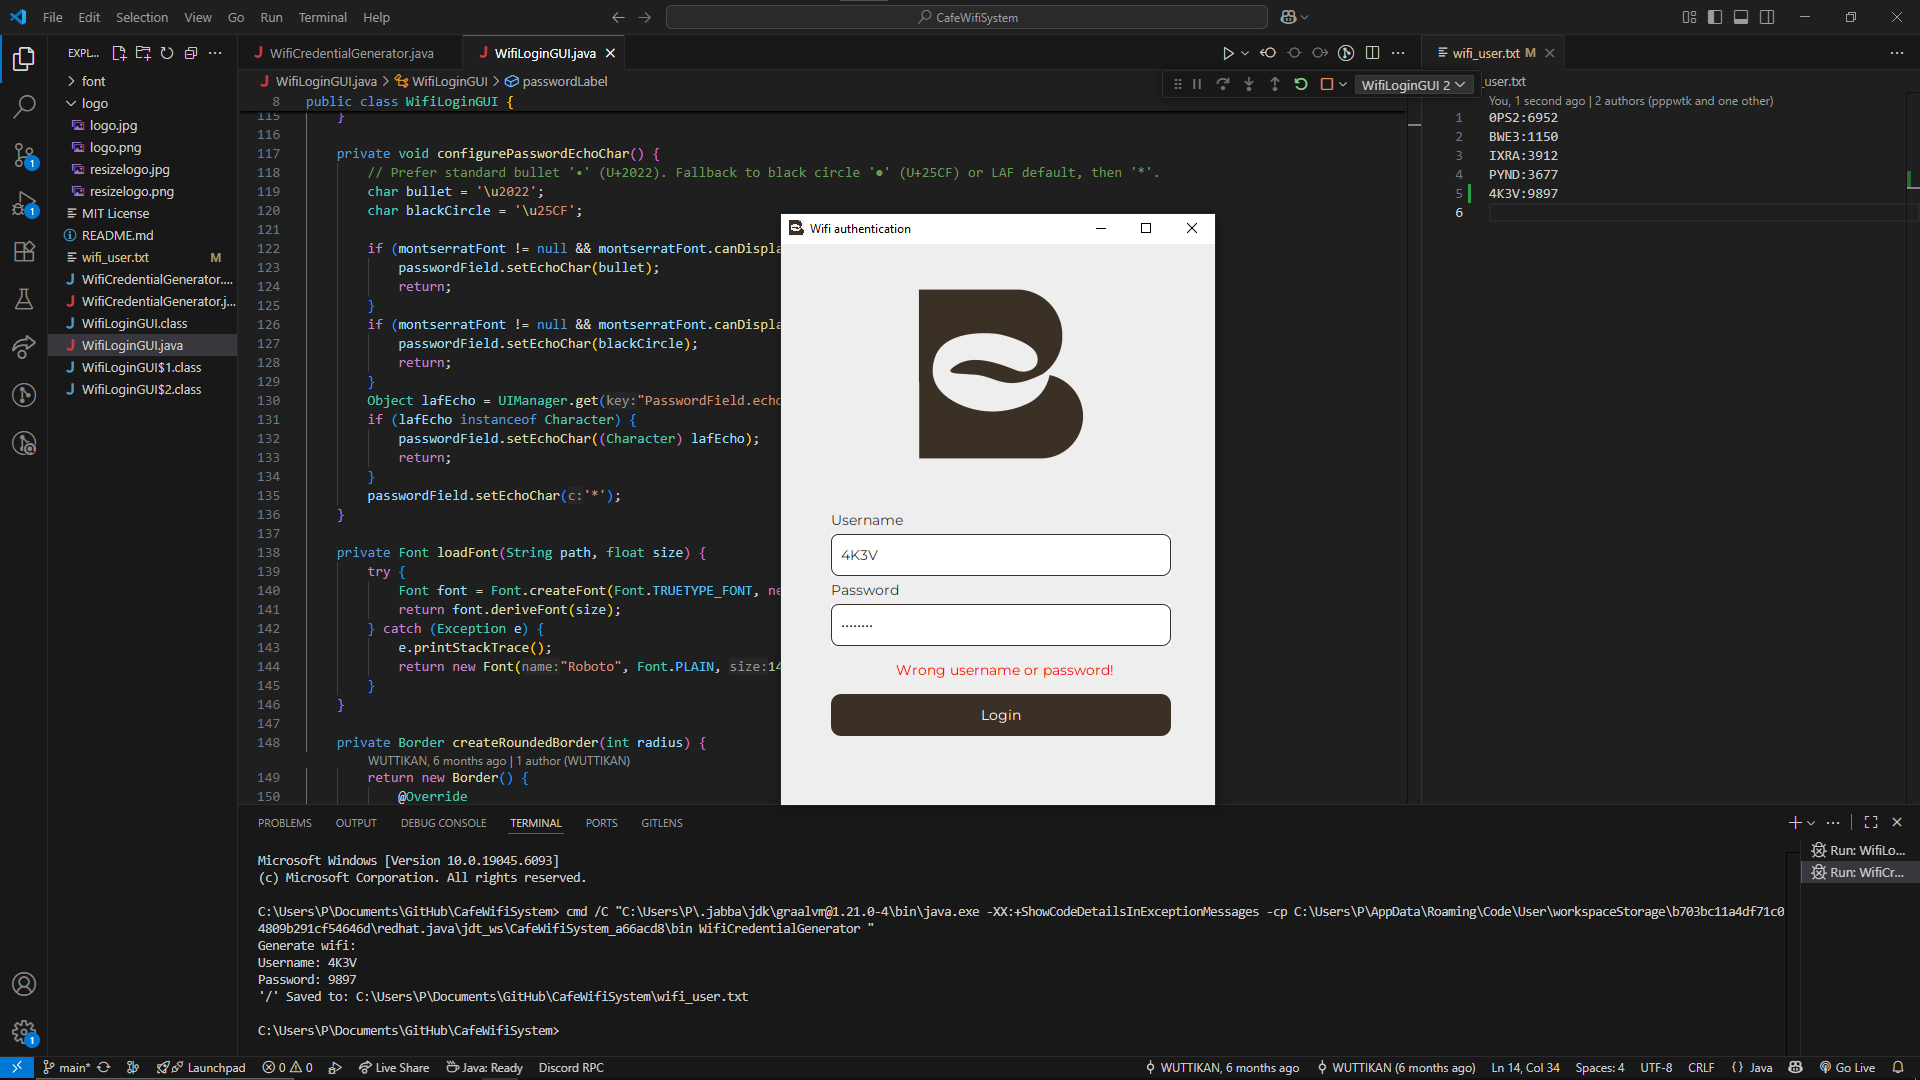 File Edit Selection View Go Run Terminal Help
CafeWifiSystem
EXPL...
font
logo
logo.jpg
logo.png
resizelogo.jpg
resizelogo.png
MIT License
README.md
wifi_user.txt M
WifiCredentialGenerator....
WifiCredentialGenerator.j...
WifiLoginGUI.class
WifiLoginGUI.java
WifiLoginGUI$1.class
WifiLoginGUI$2.class
1
1
1
WifiCredentialGenerator.java
WifiLoginGUI.java
WifiLoginGUI.java > WifiLoginGUI > passwordLabel
WifiLoginGUI 2
8 public class WifiLoginGUI {
115 }
116
117 private void configurePasswordEchoChar() {
118 // Prefer standard bullet '•' (U+2022). Fallback to black circle '●' (U+25CF) or LAF default, then '*'.
119 char bullet = '\u2022';
120 char blackCircle = '\u25CF';
121
122 if (montserratFont != null && montserratFont.canDispla
123 passwordField.setEchoChar(bullet);
124 return;
125 }
126 if (montserratFont != null && montserratFont.canDispla
127 passwordField.setEchoChar(blackCircle);
128 return;
129 }
130 Object lafEcho = UIManager.get(key:"PasswordField.echo
131 if (lafEcho instanceof Character) {
132 passwordField.setEchoChar((Character) lafEcho);
133 return;
134 }
135 passwordField.setEchoChar(c:'*');
136 }
137
138 private Font loadFont(String path, float size) {
139 try {
140 Font font = Font.createFont(Font.TRUETYPE_FONT, ne
141 return font.deriveFont(size);
142 } catch (Exception e) {
143 e.printStackTrace();
144 return new Font(name:"Roboto", Font.PLAIN, size:14
145 }
146 }
147
148 private Border createRoundedBorder(int radius) {
WUTTIKAN, 6 months ago | 1 author (WUTTIKAN)
149 return new Border() {
150 @Override
wifi_user.txt M
_user.txt
You, 1 second ago | 2 authors (pppwtk and one other)
1 0PS2:6952
2 BWE3:1150
3 IXRA:3912
4 PYND:3677
5 4K3V:9897
6
Wifi authentication
Username
4K3V
Password
........
Wrong username or password!
Login
PROBLEMS OUTPUT DEBUG CONSOLE TERMINAL PORTS GITLENS
Microsoft Windows [Version 10.0.19045.6093]
(c) Microsoft Corporation. All rights reserved.
C:\Users\P\Documents\GitHub\CafeWifiSystem> cmd /C "C:\Users\P\.jabba\jdk\graalvm@1.21.0-4\bin\java.exe -XX:+ShowCodeDetailsInExceptionMessages -cp C:\Users\P\AppData\Roaming\Code\User\workspaceStorage\b703bc11a4df71c0
4809b291cf54646d\redhat.java\jdt_ws\CafeWifiSystem_a66acd8\bin WifiCredentialGenerator "
Generate wifi:
Username: 4K3V
Password: 9897
'/' Saved to: C:\Users\P\Documents\GitHub\CafeWifiSystem\wifi_user.txt
C:\Users\P\Documents\GitHub\CafeWifiSystem>
Run: WifiLo...
Run: WifiCr...
main* Launchpad 0 0 Live Share Java: Ready Discord RPC
WUTTIKAN, 6 months ago WUTTIKAN (6 months ago) Ln 14, Col 34 Spaces: 4 UTF-8 CRLF {} Java Go Live